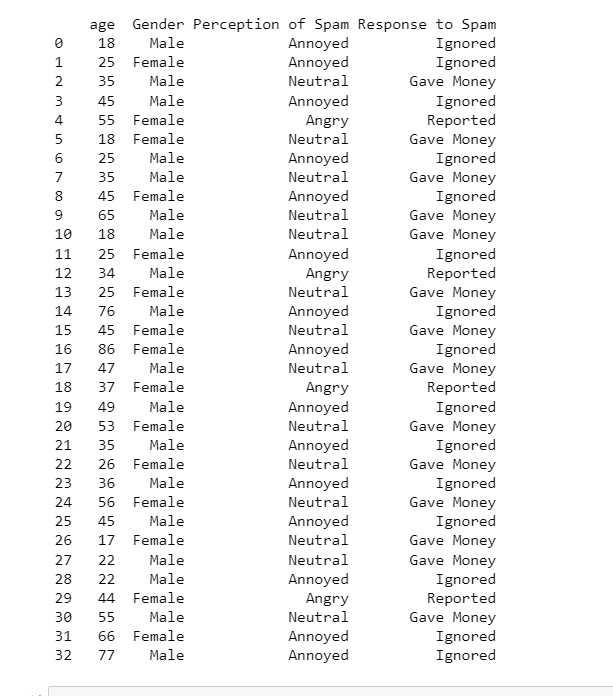 age Gender Perception of Spam Response to Spam
0 18 Male Annoyed Ignored
1 25 Female Annoyed Ignored
2 35 Male Neutral Gave Money
3 45 Male Annoyed Ignored
4 55 Female Angry Reported
5 18 Female Neutral Gave Money
6 25 Male Annoyed Ignored
7 35 Male Neutral Gave Money
8 45 Female Annoyed Ignored
9 65 Male Neutral Gave Money
10 18 Male Neutral Gave Money
11 25 Female Annoyed Ignored
12 34 Male Angry Reported
13 25 Female Neutral Gave Money
14 76 Male Annoyed Ignored
15 45 Female Neutral Gave Money
16 86 Female Annoyed Ignored
17 47 Male Neutral Gave Money
18 37 Female Angry Reported
19 49 Male Annoyed Ignored
20 53 Female Neutral Gave Money
21 35 Male Annoyed Ignored
22 26 Female Neutral Gave Money
23 36 Male Annoyed Ignored
24 56 Female Neutral Gave Money
25 45 Male Annoyed Ignored
26 17 Female Neutral Gave Money
27 22 Male Neutral Gave Money
28 22 Male Annoyed Ignored
29 44 Female Angry Reported
30 55 Male Neutral Gave Money
31 66 Female Annoyed Ignored
32 77 Male Annoyed Ignored